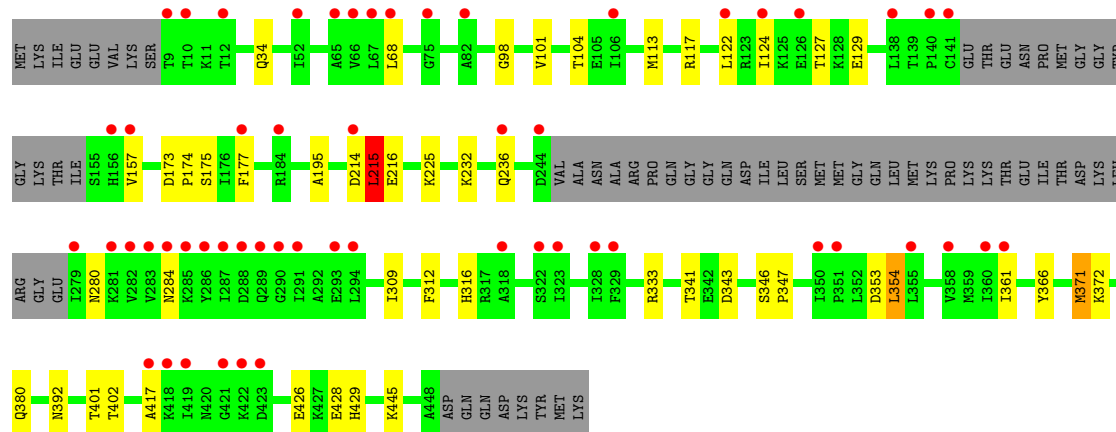 MET LYS ILE GLU GLU VAL LYS SER T9 T10 K11 T12 Q34 I52 A65 V66 L67 L68 G75 A82 G98 V101 T104 E105 I106 M113 R117 L122 R123 I124 K125 E126 T127 K128 E129 L138 T139 P140 C141 GLU THR GLU ASN PRO MET GLY GLY TYR
GLY LYS THR ILE S155 H156 V157 D173 P174 S175 I176 F177 R184 A195 D214 L215 E216 K225 K232 Q236 D244 VAL ALA ASN ALA ARG PRO GLN GLY GLY GLN ASP ILE LEU SER MET MET GLY GLN LEU MET LYS PRO LYS LYS THR GLU ILE THR ASP LYS LEU
ARG GLY GLU I279 N280 K281 V282 V283 N284 K285 Y286 I287 D288 Q289 G290 I291 A292 E293 L294 I309 F312 H316 R317 A318 S322 I323 I328 F329 R333 T341 E342 D343 S346 P347 I350 P351 L352 D353 L354 L355 V358 M359 I360 I361 Y366 M371 K372
Q380 N392 T401 T402 A417 K418 I419 N420 G421 K422 D423 E426 K427 E428 H429 K445 A448 ASP GLN GLN ASP LYS TYR MET LYS